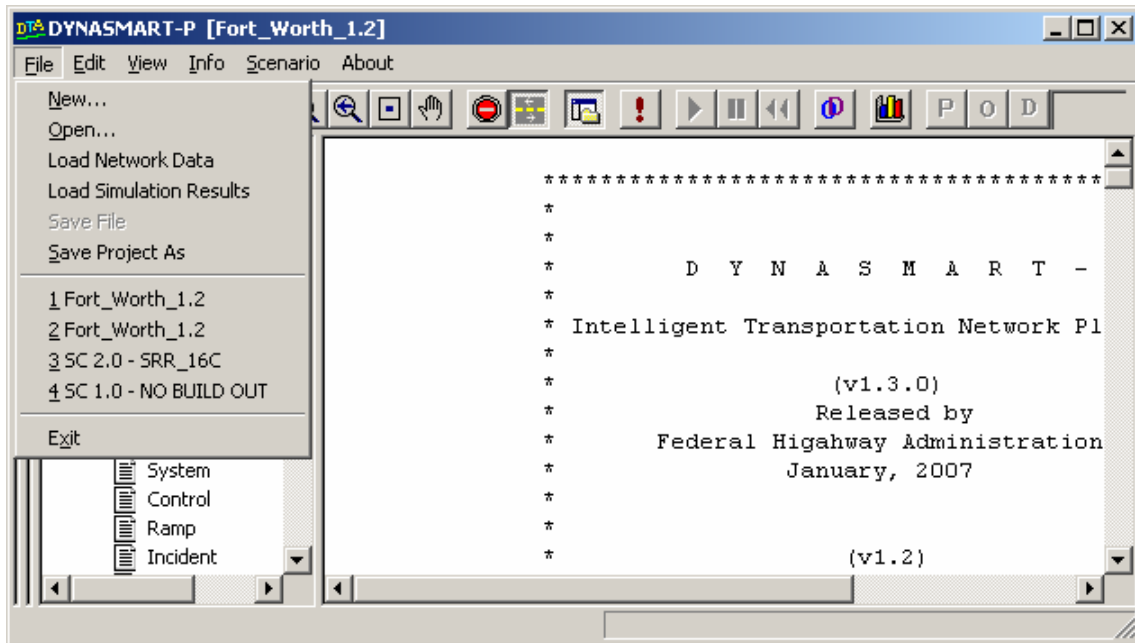 DTA DYNASMART-P [Fort_Worth_1.2]
File Edit View Info Scenario About
P O D
New...
Open...
Load Network Data
Load Simulation Results
Save File
Save Project As
1 Fort_Worth_1.2
2 Fort_Worth_1.2
3 SC 2.0 - SRR_16C
4 SC 1.0 - NO BUILD OUT
Exit
System
Control
Ramp
Incident
***************************************
*
*
* D Y N A S M A R T -
*
* Intelligent Transportation Network Pl
*
* (v1.3.0)
* Released by
* Federal Higahway Administration
* January, 2007
*
*
* (v1.2)